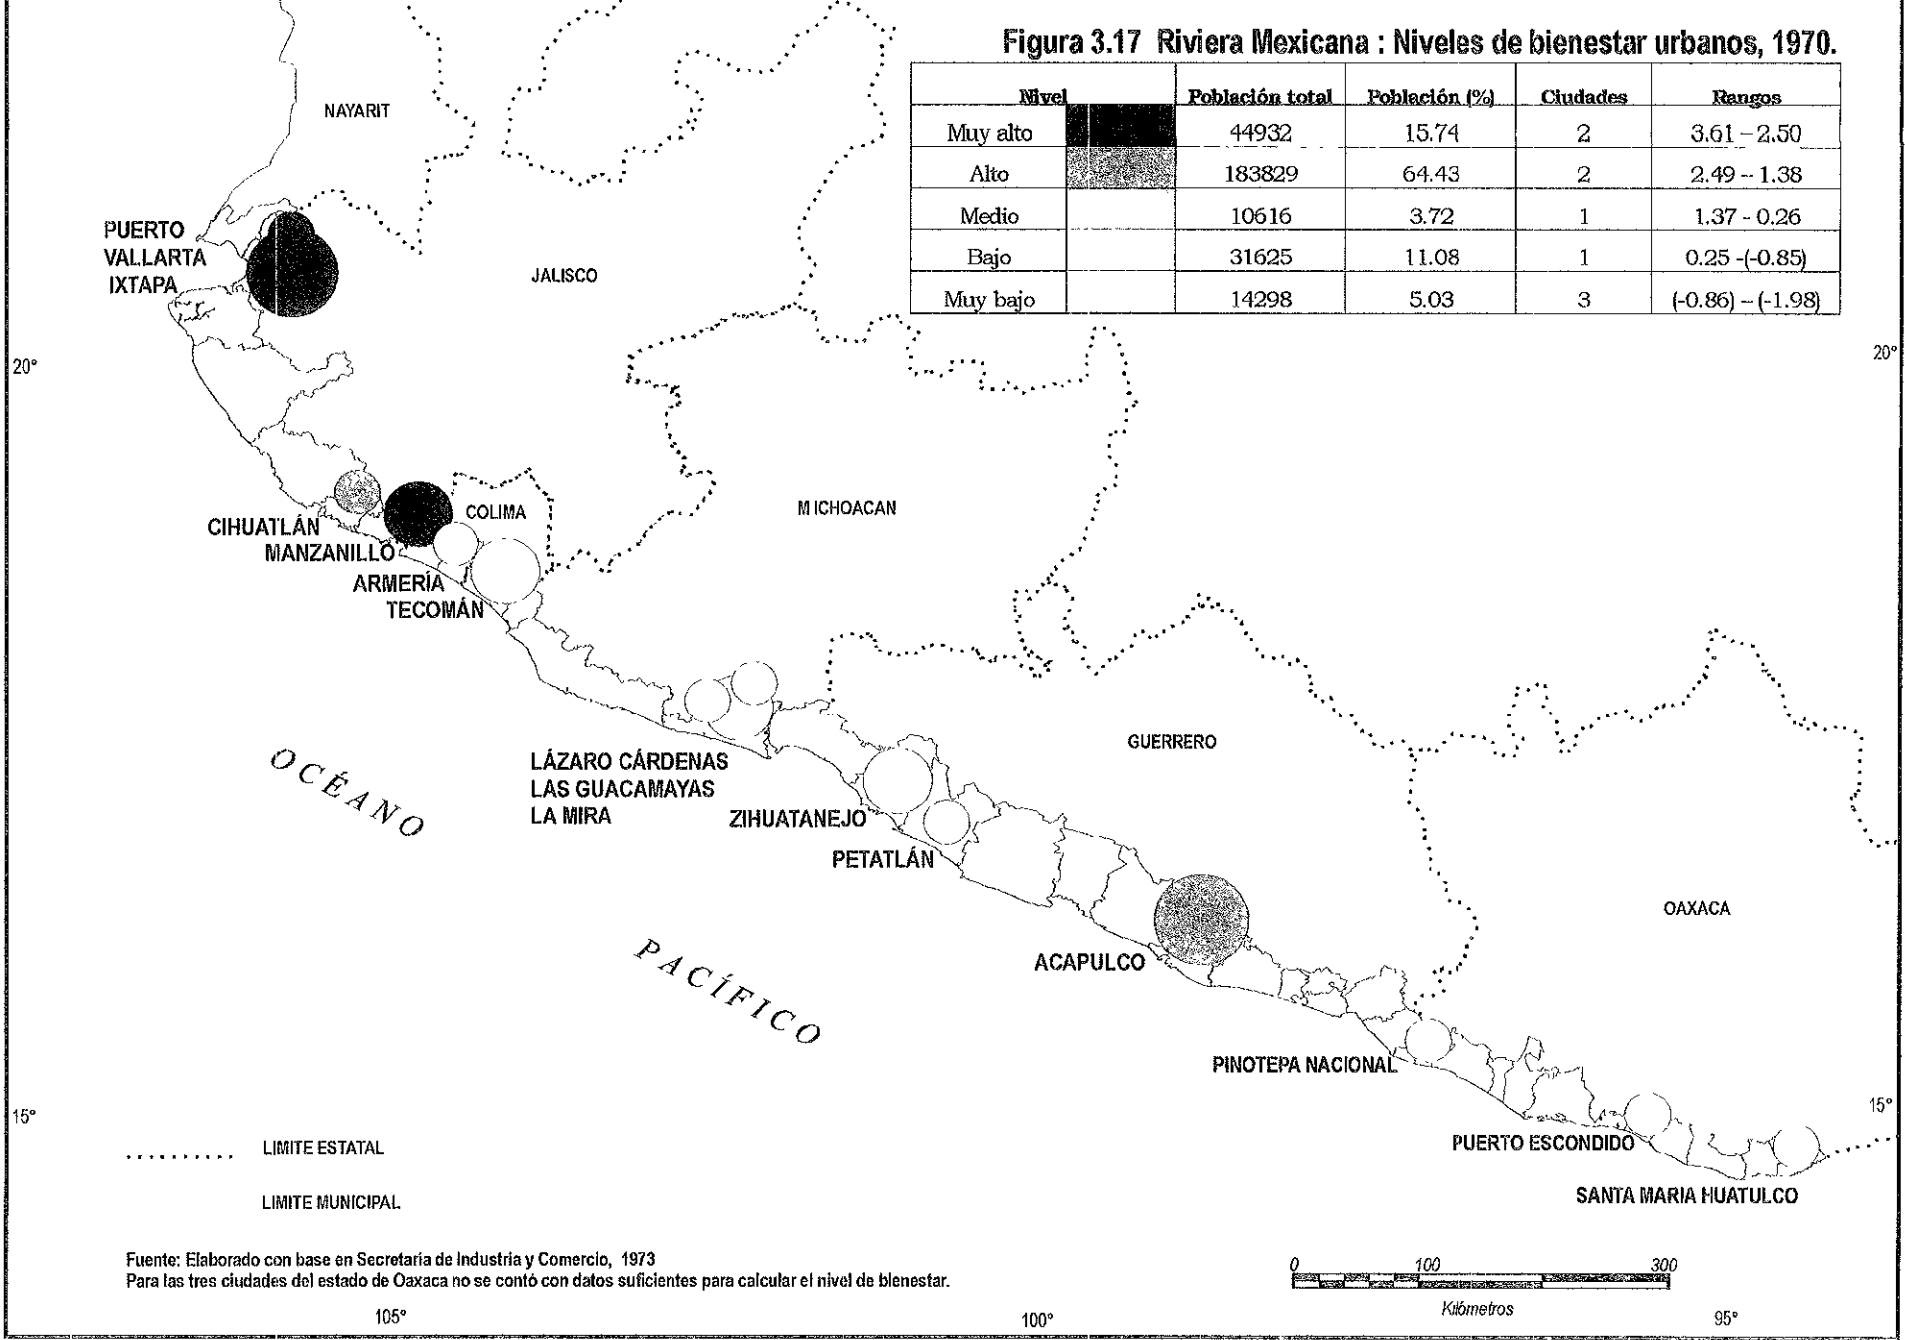 Figura 3.17 Riviera Mexicana : Niveles de bienestar urbanos, 1970.
Nivel Población total Población (%) Ciudades Rangos
Muy alto 44932 15.74 2 3.61 – 2.50
Alto 183829 64.43 2 2.49 – 1.38
Medio 10616 3.72 1 1.37 - 0.26
Bajo 31625 11.08 1 0.25 -(-0.85)
Muy bajo 14298 5.03 3 (-0.86) – (-1.98)
NAYARIT
PUERTO
VALLARTA
IXTAPA
JALISCO
20°
20°
CIHUATLÁN
MANZANILLO
ARMERÍA
TECOMÁN
COLIMA
MICHOACAN
LÁZARO CÁRDENAS
LAS GUACAMAYAS
LA MIRA
ZIHUATANEJO
PETATLÁN
GUERRERO
OCÉANO
PACÍFICO
ACAPULCO
OAXACA
PINOTEPA NACIONAL
PUERTO ESCONDIDO
SANTA MARIA HUATULCO
15°
15°
LIMITE ESTATAL
LIMITE MUNICIPAL
Fuente: Elaborado con base en Secretaria de Industria y Comercio, 1973
Para las tres ciudades del estado de Oaxaca no se contó con datos suficientes para calcular el nivel de bienestar.
0 100 300
Kilómetros
105°
100°
95°